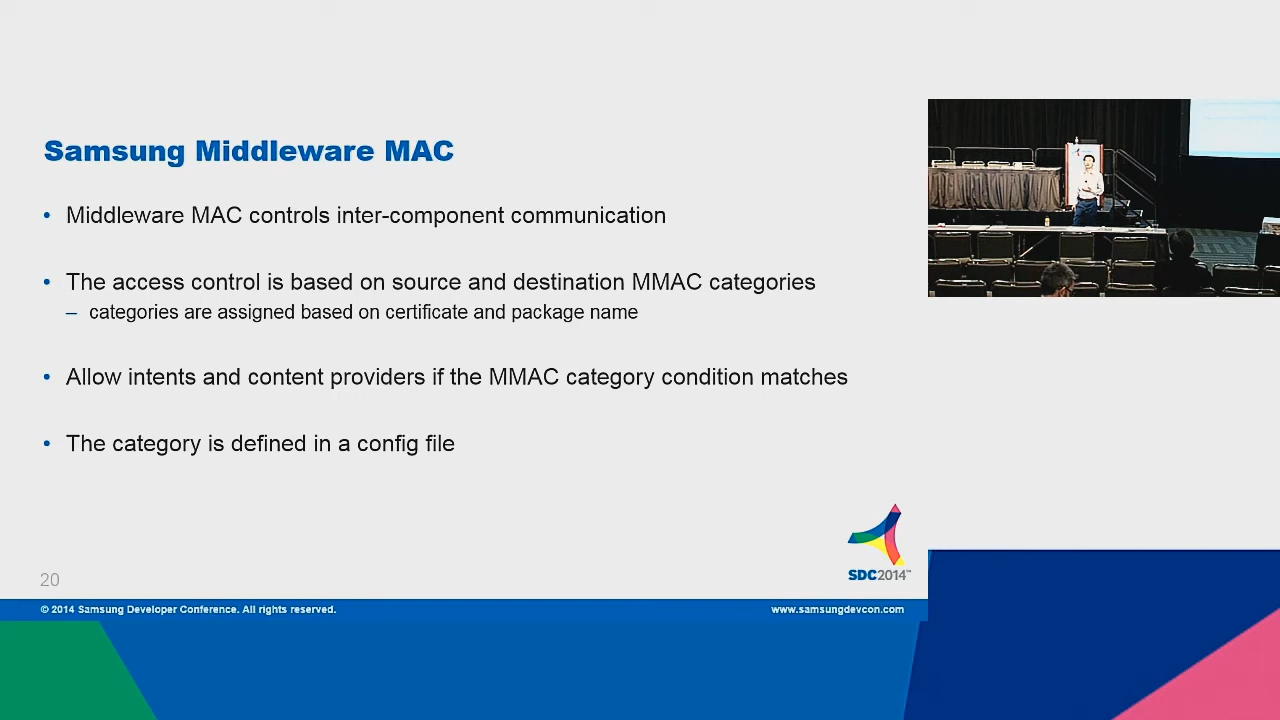 Samsung Middleware MAC
• Middleware MAC controls inter-component communication
• The access control is based on source and destination MMAC categories
– categories are assigned based on certificate and package name
• Allow intents and content providers if the MMAC category condition matches
• The category is defined in a config file
SDC2014™
20
© 2014 Samsung Developer Conference. All rights reserved.
www.samsungdevcon.com